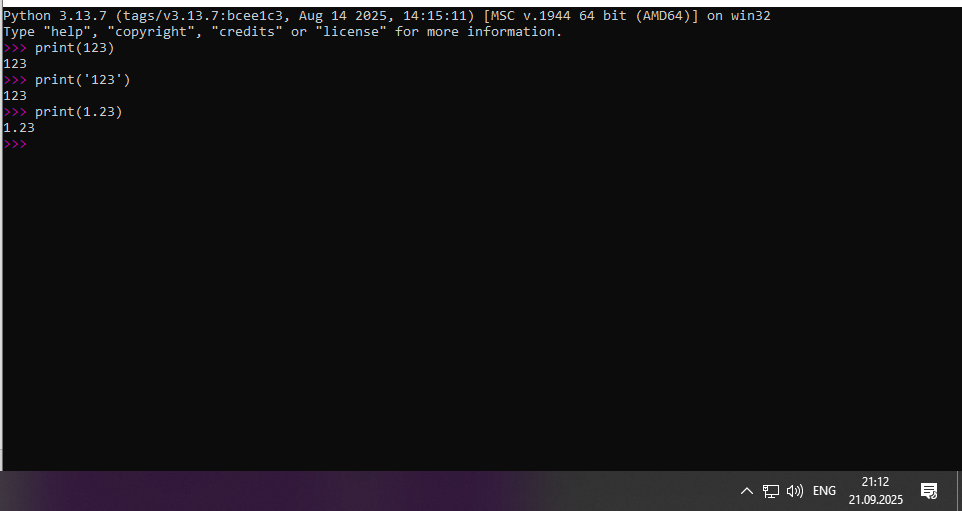 Python 3.13.7 (tags/v3.13.7:bcee1c3, Aug 14 2025, 14:15:11) [MSC v.1944 64 bit (AMD64)] on win32
Type "help", "copyright", "credits" or "license" for more information.
>>> print(123)
123
>>> print('123')
123
>>> print(1.23)
1.23
>>>
ENG
21:12
21.09.2025